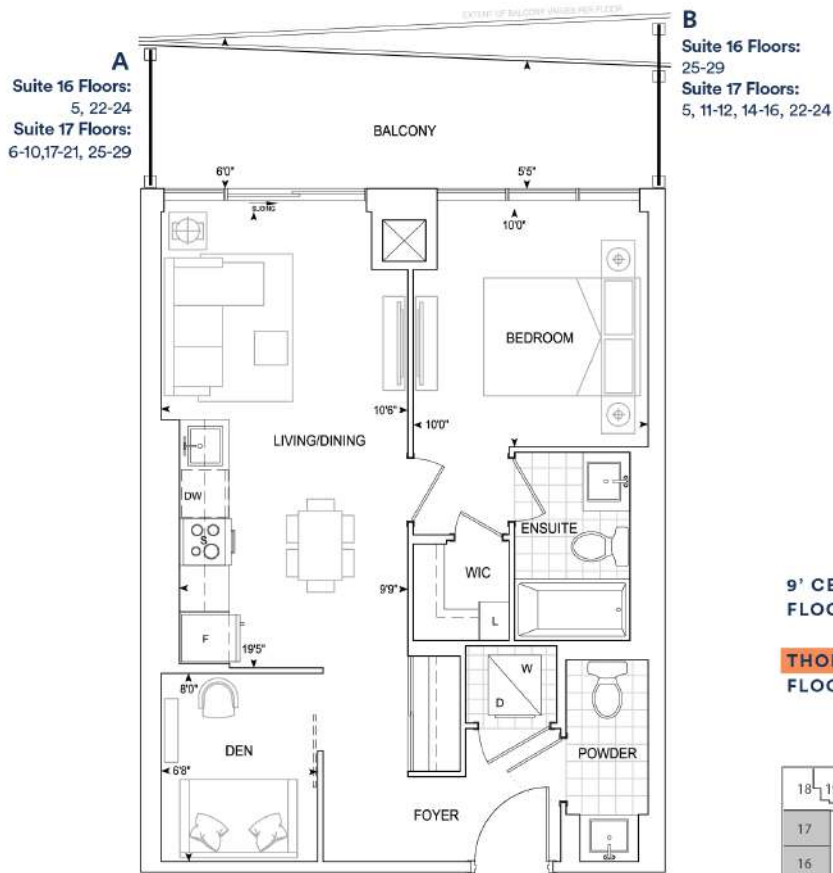 EXTENT OF BALCONY VARIES PER FLOOR
A
Suite 16 Floors:
5, 22-24
Suite 17 Floors:
6-10,17-21, 25-29
B
Suite 16 Floors:
25-29
Suite 17 Floors:
5, 11-12, 14-16, 22-24
BALCONY
6'0"
5'5"
SLIDING
10'0"
BEDROOM
10'6"
10'0"
LIVING/DINING
DW
S
ENSUITE
WIC
9'9"
L
F
19'5"
8'0"
W
D
DEN
6'8"
POWDER
FOYER
9' CE
FLOO
THO
FLOO
18
19
17
16